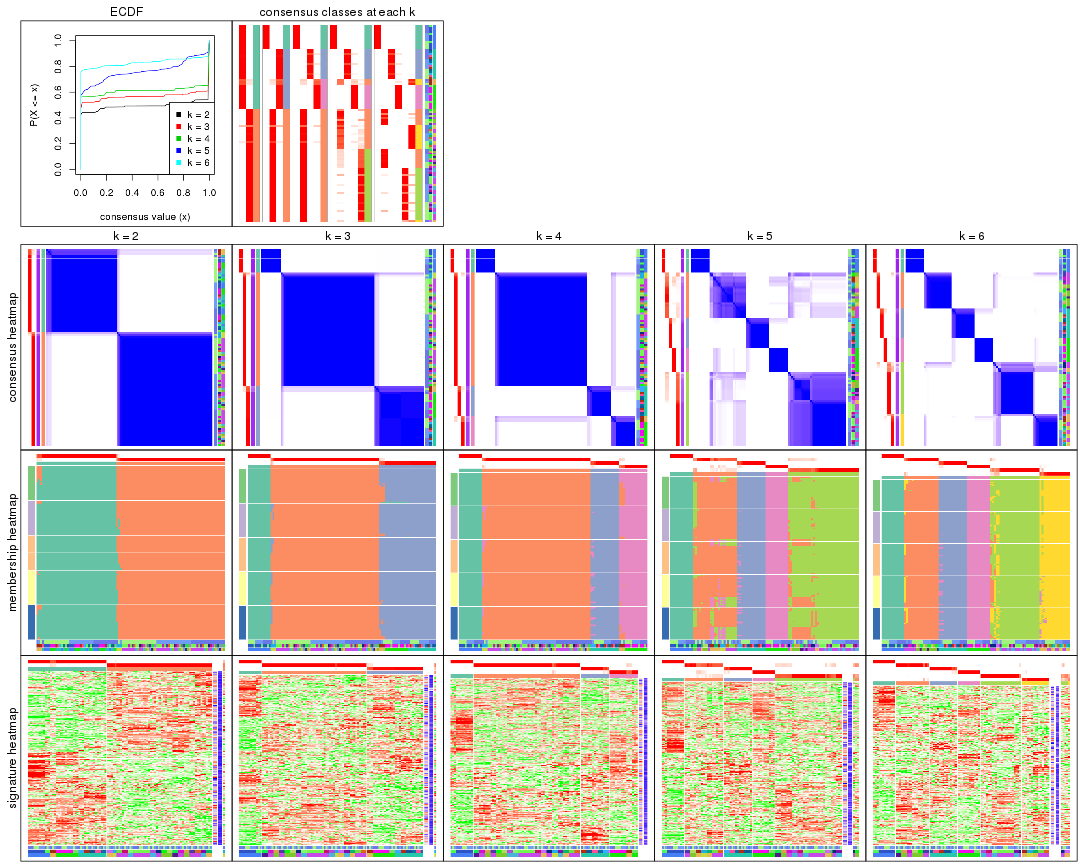 ECDF
consensus classes at each k
P(X <= x)
0.0 0.2 0.4 0.6 0.8 1.0
k = 2
k = 3
k = 4
k = 5
k = 6
0.0 0.2 0.4 0.6 0.8 1.0
consensus value (x)
k = 2
k = 3
k = 4
k = 5
k = 6
consensus heatmap
membership heatmap
signature heatmap